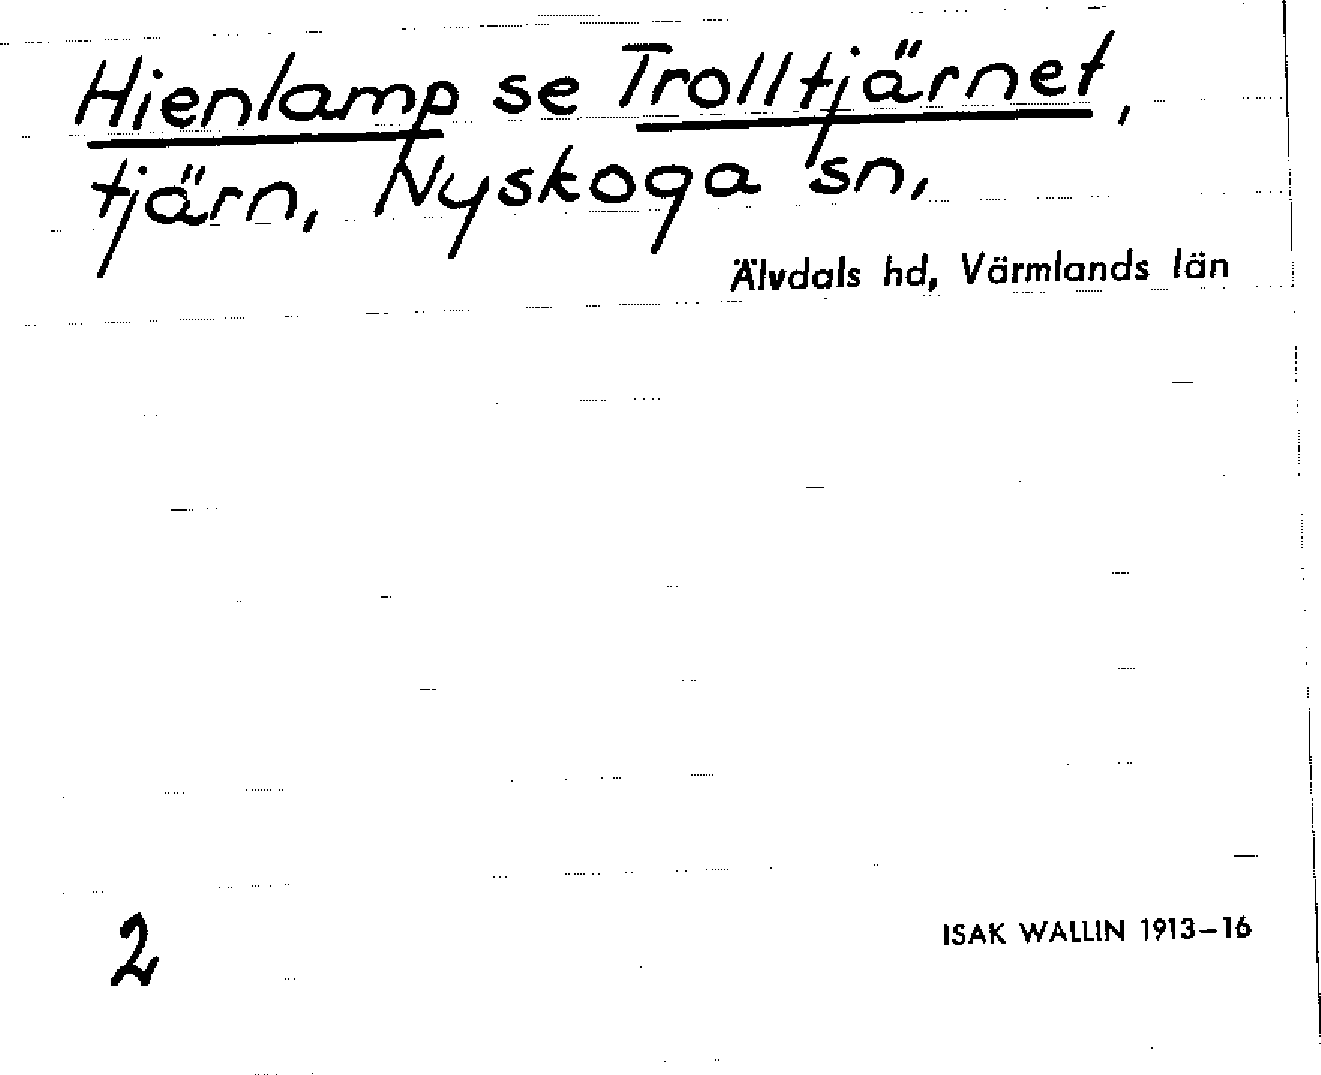 Hienlamp se Trolltjärnet,
tjärn, Nyskoga sn,
Älvdals hd, Värmlands län
2
ISAK WALLIN 1913–16